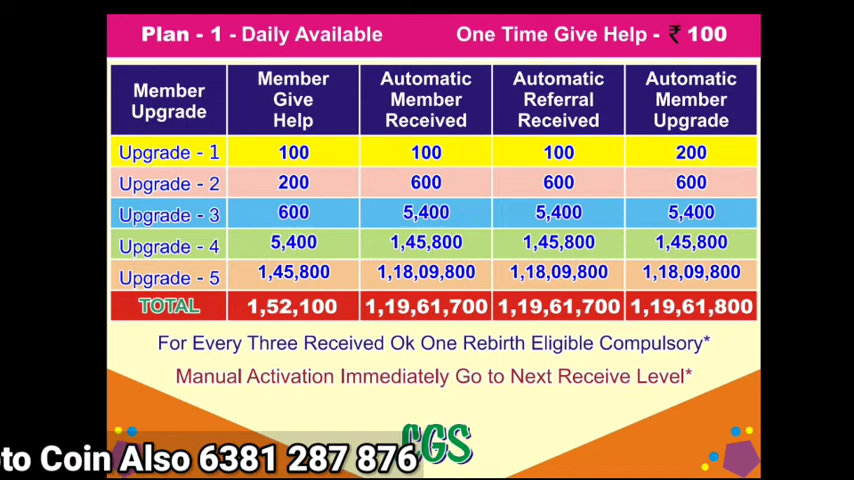 Plan - 1 - Daily Available One Time Give Help - ₹ 100
Member Upgrade Member Give Help Automatic Member Received Automatic Referral Received Automatic Member Upgrade
Upgrade - 1 100 100 100 200
Upgrade - 2 200 600 600 600
Upgrade - 3 600 5,400 5,400 5,400
Upgrade - 4 5,400 1,45,800 1,45,800 1,45,800
Upgrade - 5 1,45,800 1,18,09,800 1,18,09,800 1,18,09,800
TOTAL 1,52,100 1,19,61,700 1,19,61,700 1,19,61,800
For Every Three Received Ok One Rebirth Eligible Compulsory*
Manual Activation Immediately Go to Next Receive Level*
CGS
to Coin Also 6381 287 876